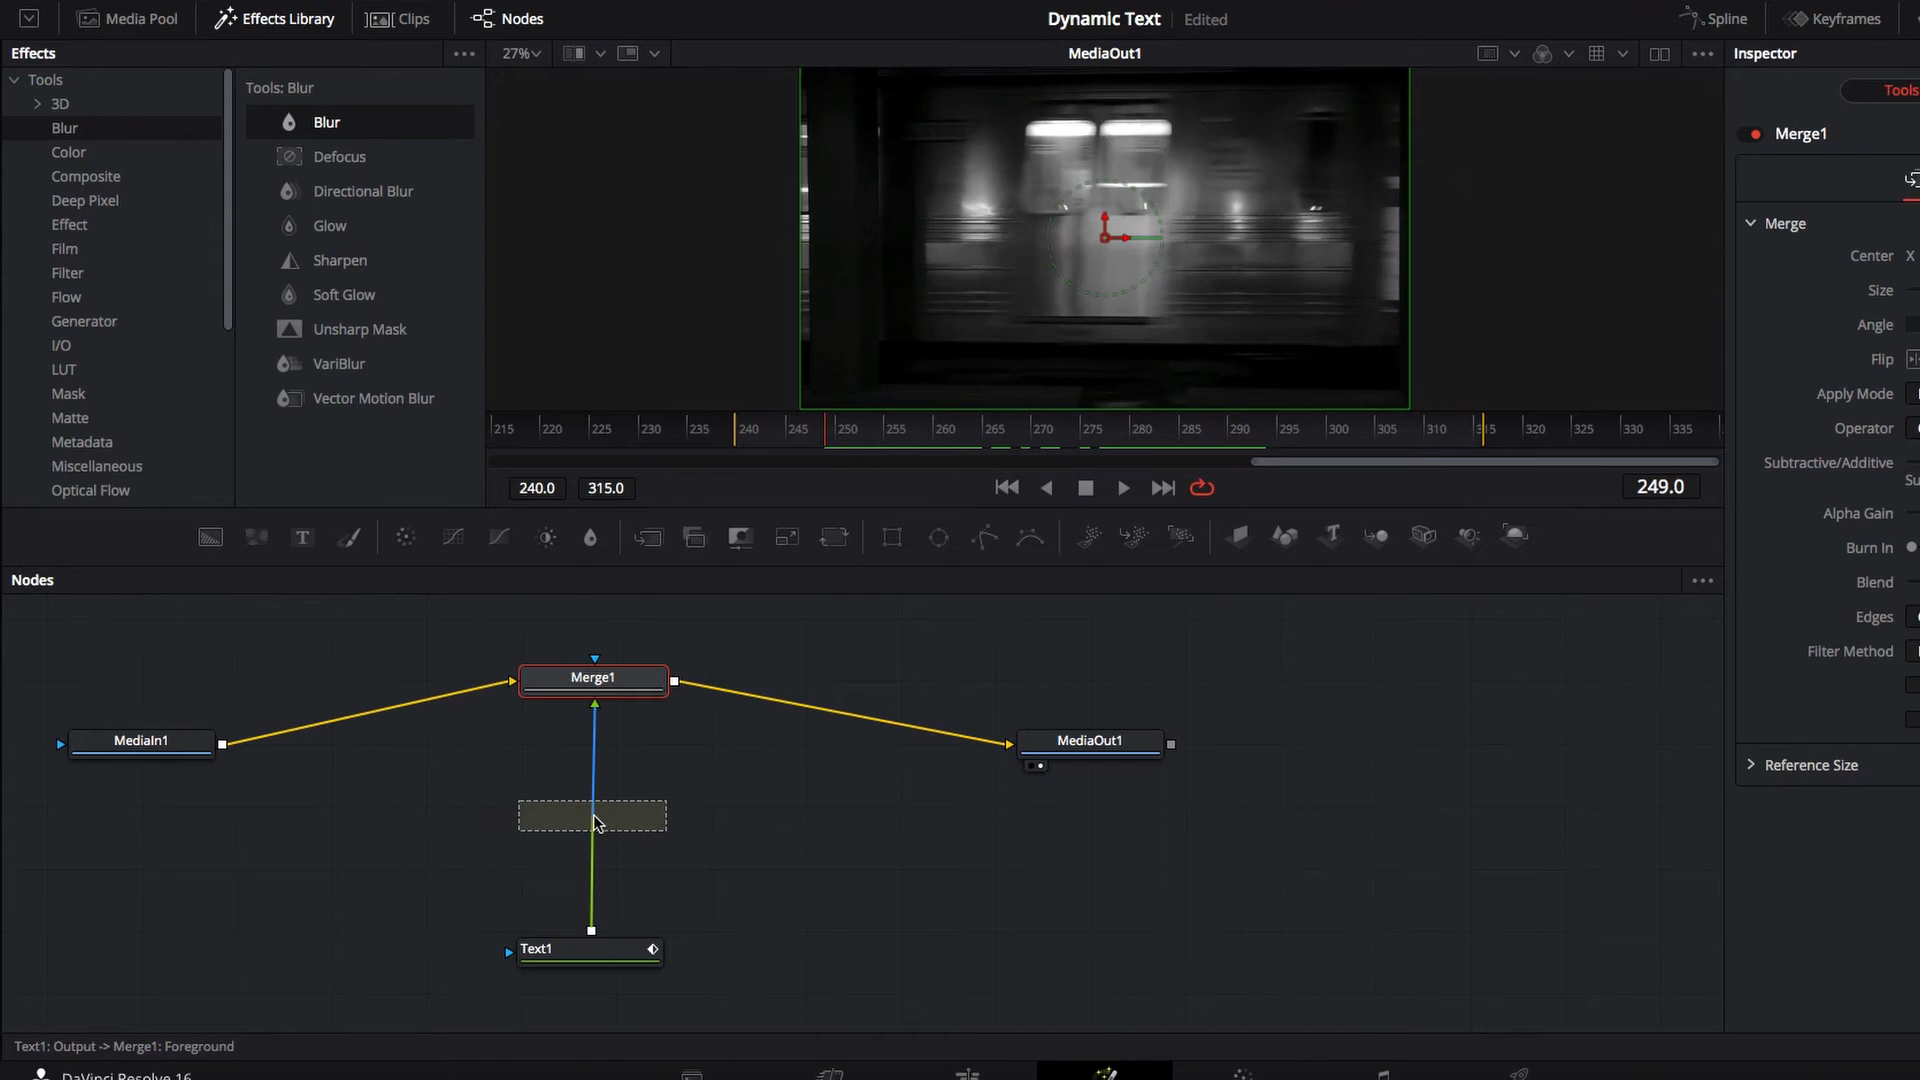 Media Pool
Effects Library
Clips
Nodes
Dynamic Text
Edited
Spline
Keyframes
Effects
27%
MediaOut1
Inspector
Tools
3D
Blur
Color
Composite
Deep Pixel
Effect
Film
Filter
Flow
Generator
I/O
LUT
Mask
Matte
Metadata
Miscellaneous
Optical Flow
Tools: Blur
Blur
Defocus
Directional Blur
Glow
Sharpen
Soft Glow
Unsharp Mask
VariBlur
Vector Motion Blur
215 220 225 230 235 240 245 250 255 260 265 270 275 280 285 290 295 300 305 310 315 320 325 330 335
240.0
315.0
249.0
Tools
Merge1
Merge
Center X
Size
Angle
Flip
Apply Mode
Operator
Subtractive/Additive
Su
Alpha Gain
Burn In
Blend
Edges
Filter Method
Reference Size
Nodes
Merge1
MediaIn1
MediaOut1
Text1
Text1: Output -> Merge1: Foreground
DaVinci Resolve 16